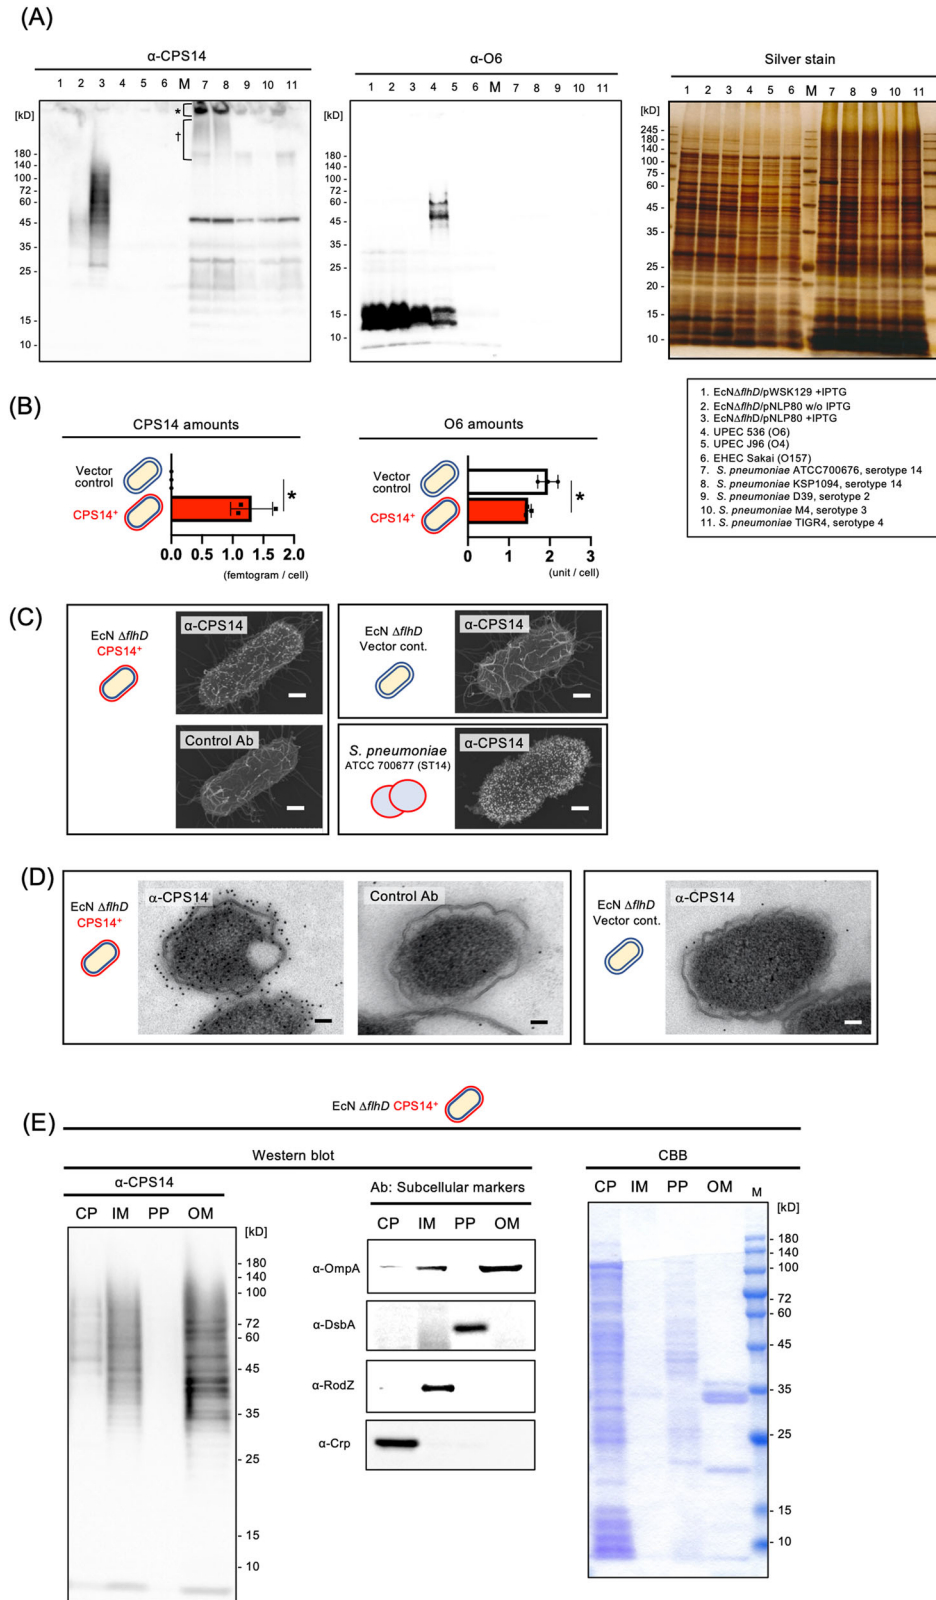 (A)
α-CPS14
1 2 3 4 5 6 M 7 8 9 10 11
[kD]
*
†
180 -
140 -
100 -
72 -
60 -
45 -
35 -
25 -
15 -
10 -
α-O6
1 2 3 4 5 6 M 7 8 9 10 11
[kD]
180 -
140 -
100 -
72 -
60 -
45 -
35 -
25 -
15 -
10 -
Silver stain
1 2 3 4 5 6 M 7 8 9 10 11
[kD]
245 -
180 -
140 -
100 -
75 -
60 -
45 -
35 -
25 -
20 -
15 -
10 -
1. EcNΔflhD/pWSK129 +IPTG
2. EcNΔflhD/pNLP80 w/o IPTG
3. EcNΔflhD/pNLP80 +IPTG
4. UPEC 536 (O6)
5. UPEC J96 (O4)
6. EHEC Sakai (O157)
7. S. pneumoniae ATCC700676, serotype 14
8. S. pneumoniae KSP1094, serotype 14
9. S. pneumoniae D39, serotype 2
10. S. pneumoniae M4, serotype 3
11. S. pneumoniae TIGR4, serotype 4
(B)
CPS14 amounts
Vector
control
CPS14⁺
*
0.0 0.5 1.0 1.5 2.0
(femtogram / cell)
O6 amounts
Vector
control
CPS14⁺
*
0 1 2 3
(unit / cell)
(C)
EcN ΔflhD
CPS14⁺
α-CPS14
Control Ab
EcN ΔflhD
Vector cont.
α-CPS14
S. pneumoniae
ATCC 700677 (ST14)
α-CPS14
(D)
EcN ΔflhD
CPS14⁺
α-CPS14
Control Ab
EcN ΔflhD
Vector cont.
α-CPS14
(E)
EcN ΔflhD CPS14⁺
Western blot
α-CPS14
CP IM PP OM
[kD]
- 180
- 140
- 100
- 72
- 60
- 45
- 35
- 25
- 15
- 10
Ab: Subcellular markers
CP IM PP OM
α-OmpA
α-DsbA
α-RodZ
α-Crp
CBB
CP IM PP OM M
[kD]
- 180
- 140
- 100
- 72
- 60
- 45
- 35
- 25
- 15
- 10